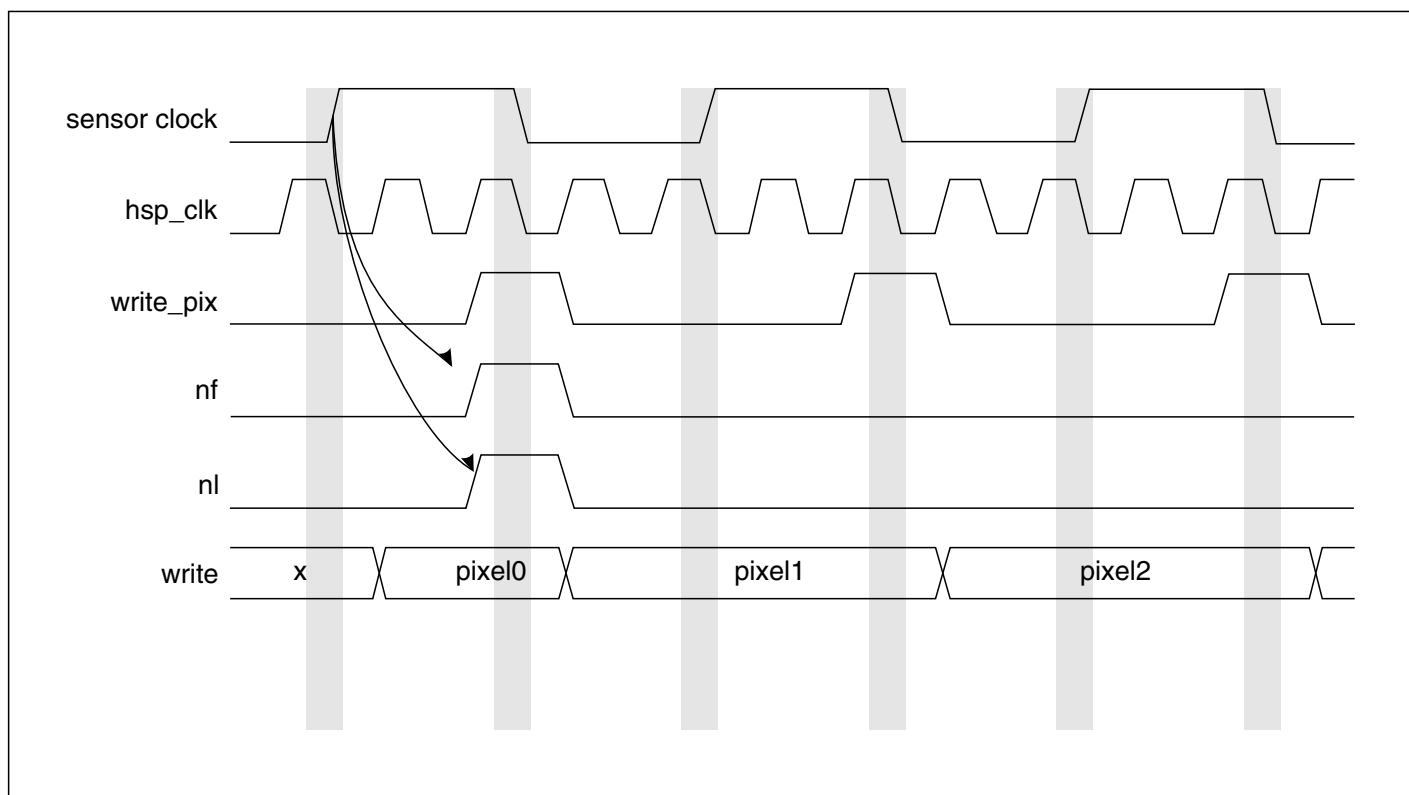 sensor clock
hsp_clk
write_pix
nf
nl
write x pixel0 pixel1 pixel2